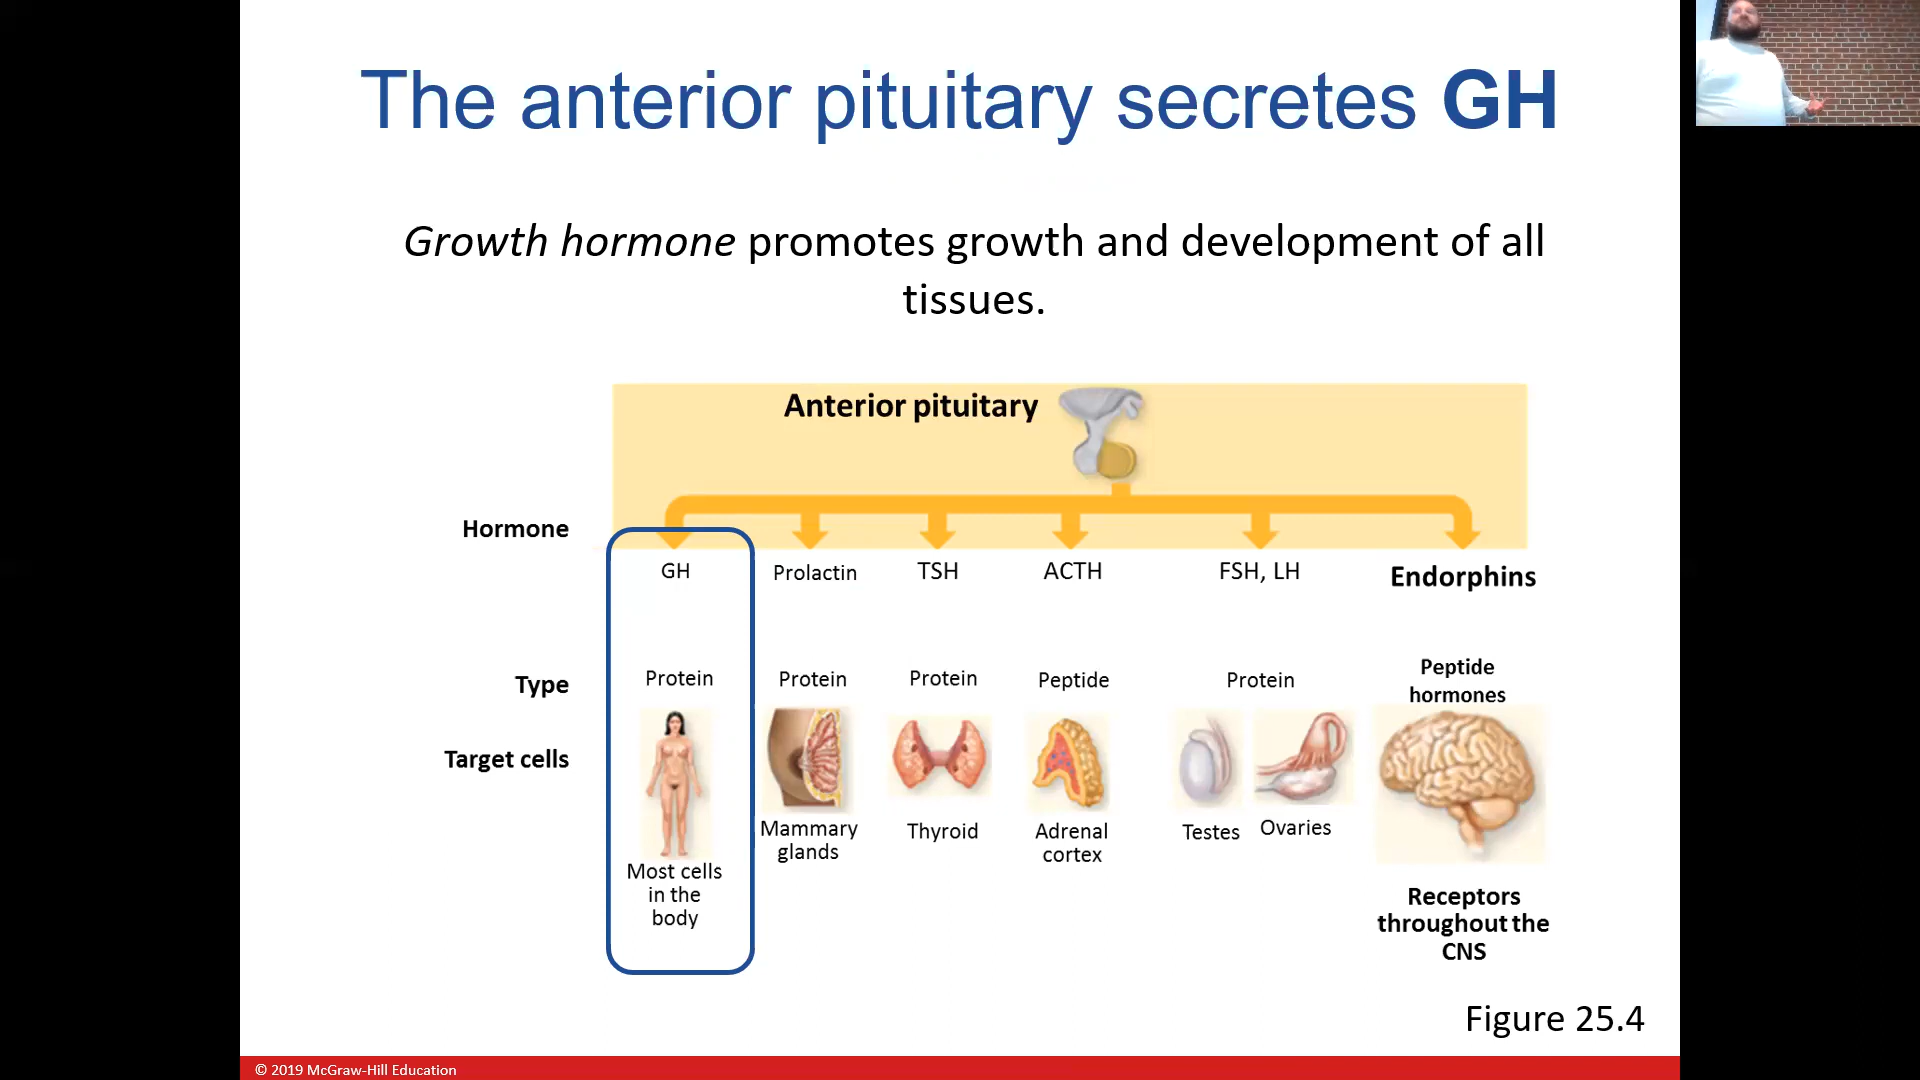 The anterior pituitary secretes GH
Growth hormone promotes growth and development of all
tissues.
Anterior pituitary
Hormone
GH
Prolactin
TSH
ACTH
FSH, LH
Endorphins
Type
Protein
Protein
Protein
Peptide
Protein
Peptide
hormones
Target cells
Most cells
in the
body
Mammary
glands
Thyroid
Adrenal
cortex
Testes
Ovaries
Receptors
throughout the
CNS
Figure 25.4
© 2019 McGraw-Hill Education